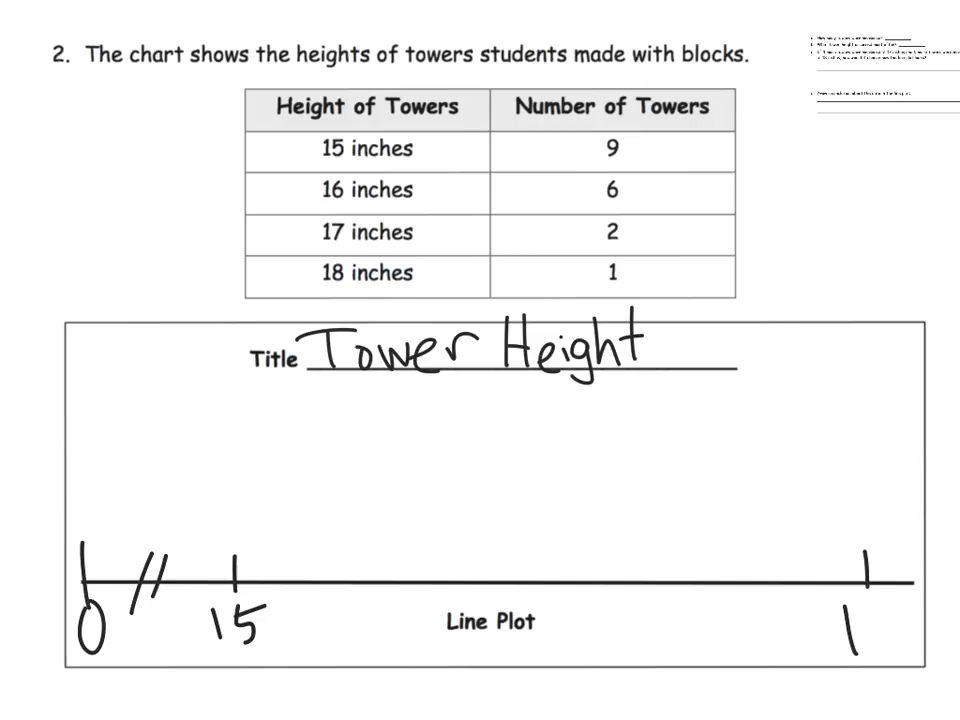 2. The chart shows the heights of towers students made with blocks.
Height of Towers Number of Towers
15 inches 9
16 inches 6
17 inches 2
18 inches 1
Title Tower Height
0 15 1
Line Plot